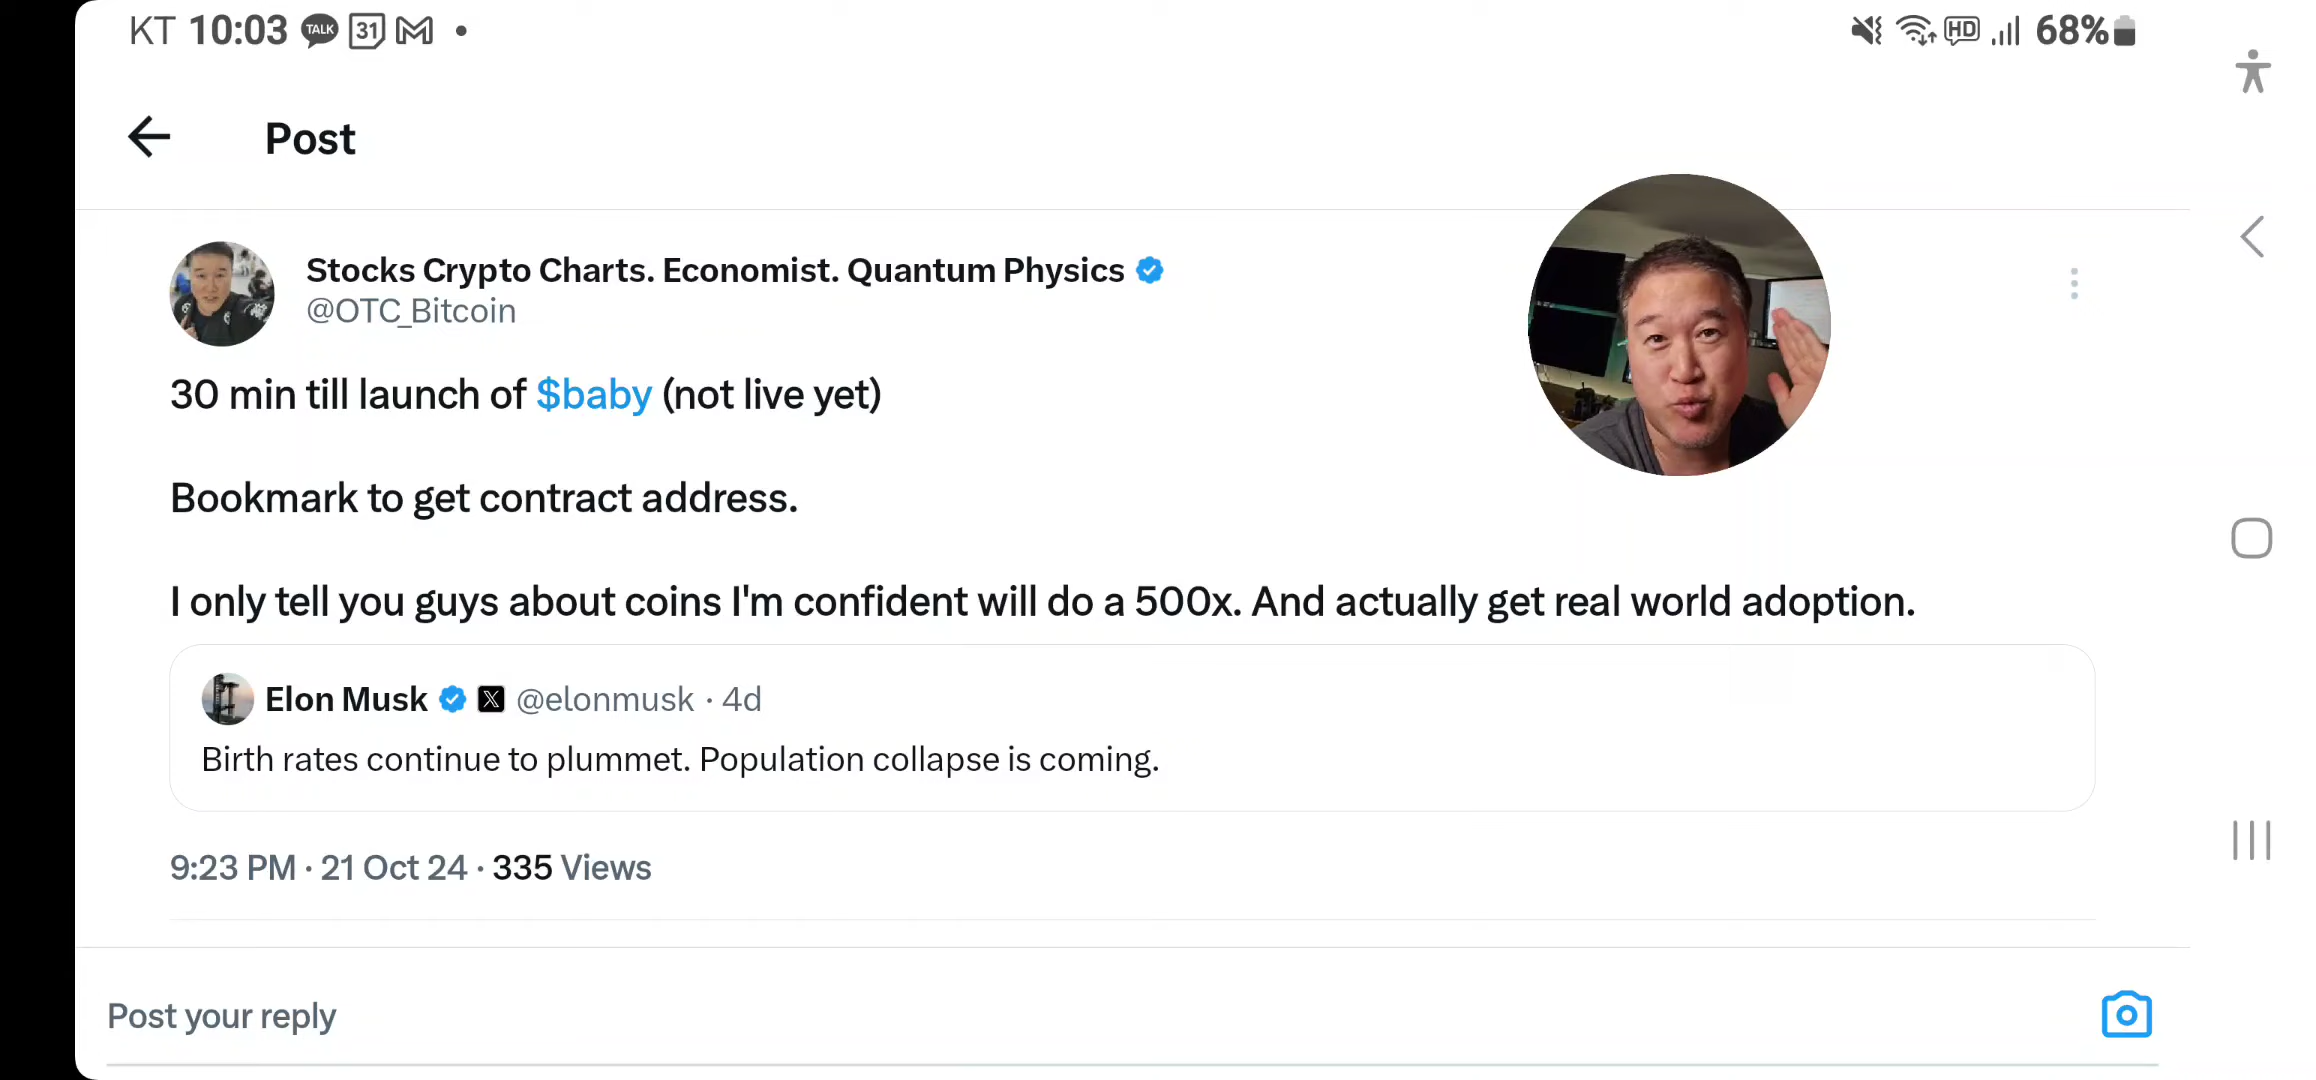 KT 10:03 TALK 31 HD 68%
Post
Stocks Crypto Charts. Economist. Quantum Physics
@OTC_Bitcoin
30 min till launch of $baby (not live yet)
Bookmark to get contract address.
I only tell you guys about coins I'm confident will do a 500x. And actually get real world adoption.
Elon Musk X @elonmusk · 4d
Birth rates continue to plummet. Population collapse is coming.
9:23 PM · 21 Oct 24 · 335 Views
Post your reply